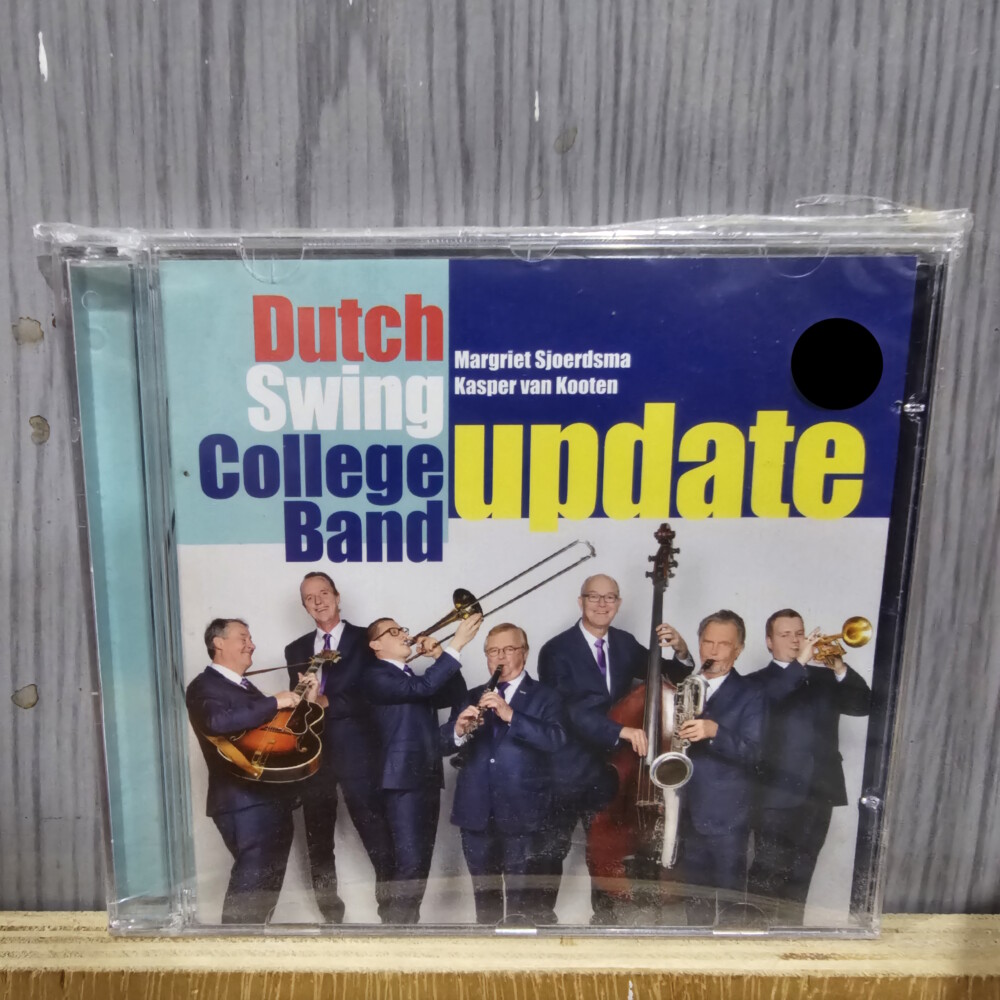 Dutch
Swing
College
Band
Margriet Sjoerdsma
Kasper van Kooten
update